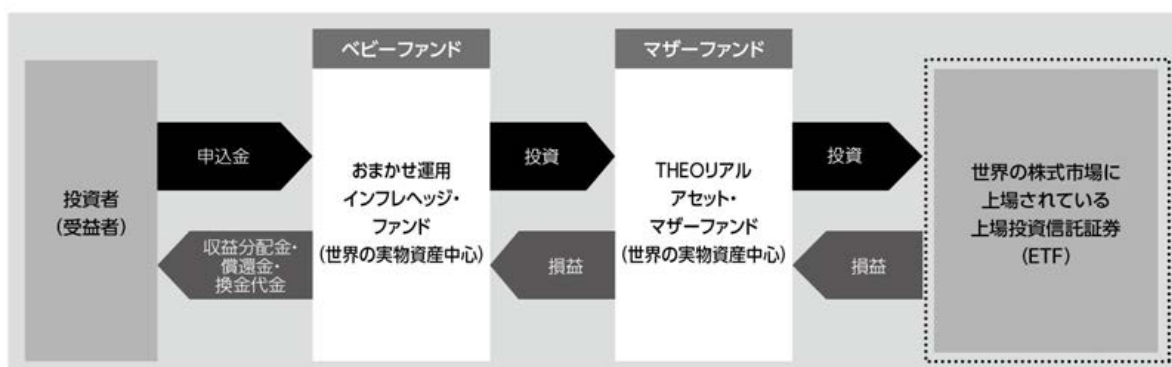 ベビーファンド
マザーファンド
投資者
(受益者)
申込金
収益分配金・
償還金・
換金代金
おまかせ運用
インフレヘッジ・
ファンド
(世界の実物資産中心)
投資
損益
THEOリアル
アセット・
マザーファンド
(世界の実物資産中心)
投資
損益
世界の株式市場に
上場されている
上場投資信託証券
(ETF)